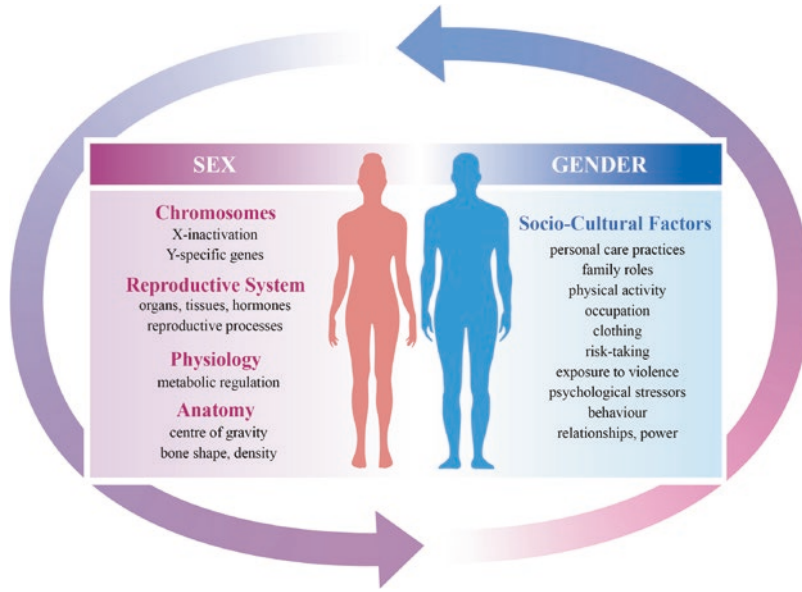 SEX
Chromosomes
X-inactivation
Y-specific genes
Reproductive System
organs, tissues, hormones
reproductive processes
Physiology
metabolic regulation
Anatomy
centre of gravity
bone shape, density
GENDER
Socio-Cultural Factors
personal care practices
family roles
physical activity
occupation
clothing
risk-taking
exposure to violence
psychological stressors
behaviour
relationships, power